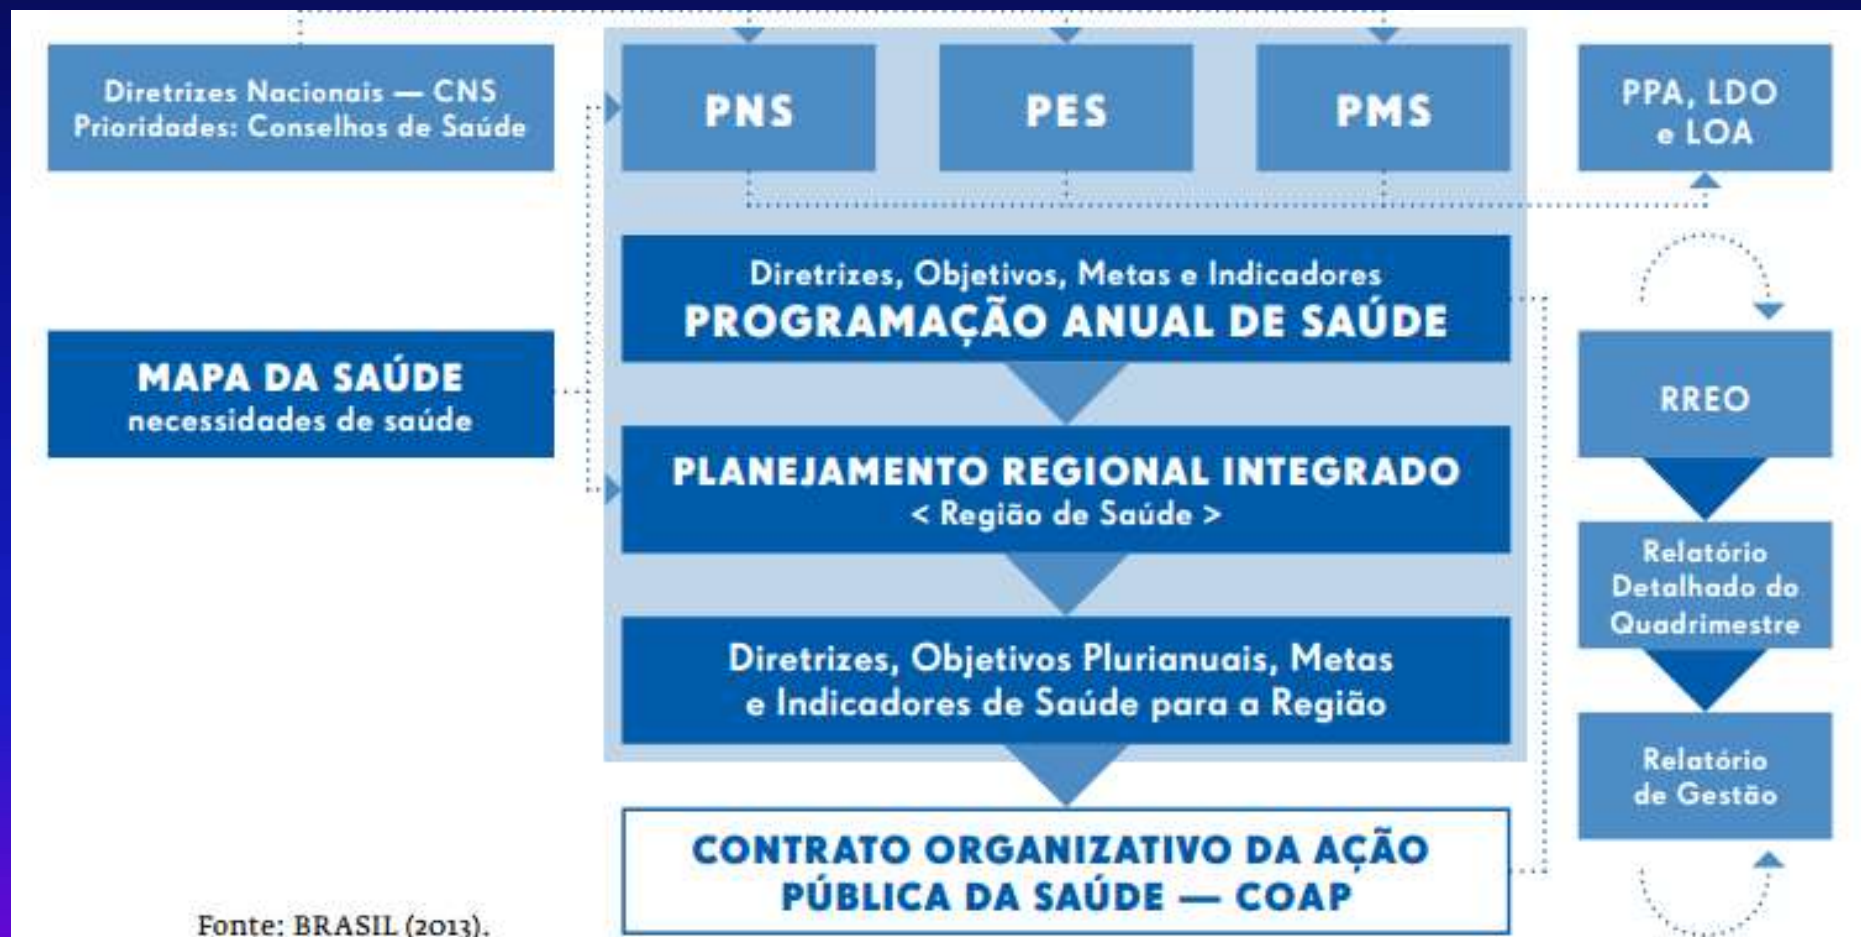 Diretrizes Nacionais — CNS
Prioridades: Conselhos de Saúde
PNS
PES
PMS
PPA, LDO
e LOA
Diretrizes, Objetivos, Metas e Indicadores
PROGRAMAÇÃO ANUAL DE SAÚDE
MAPA DA SAÚDE
necessidades de saúde
RREO
PLANEJAMENTO REGIONAL INTEGRADO
< Região de Saúde >
Relatório
Detalhado do
Quadrimestre
Diretrizes, Objetivos Plurianuais, Metas
e Indicadores de Saúde para a Região
Relatório
de Gestão
CONTRATO ORGANIZATIVO DA AÇÃO
PÚBLICA DA SAÚDE — COAP
Fonte: BRASIL (2013).